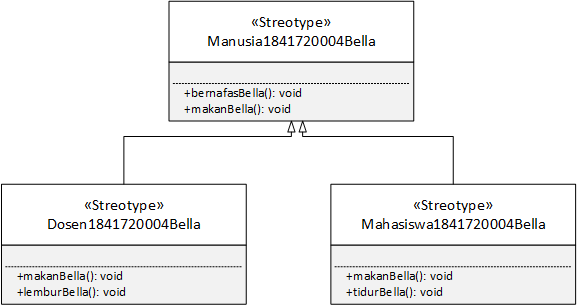 «Streotype»
Manusia1841720004Bella
+bernafasBella(): void
+makanBella(): void
«Streotype»
Dosen1841720004Bella
+makanBella(): void
+lemburBella(): void
«Streotype»
Mahasiswa1841720004Bella
+makanBella(): void
+tidurBella(): void